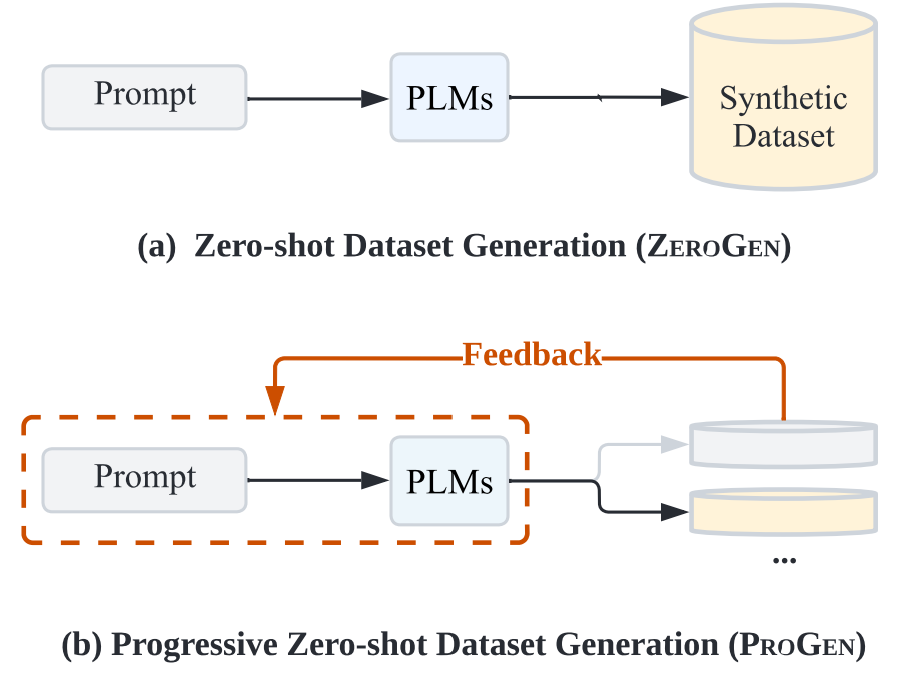 Prompt
PLMs
Synthetic
Dataset
(a) Zero-shot Dataset Generation (ZEROGEN)
Feedback
Prompt
PLMs
...
(b) Progressive Zero-shot Dataset Generation (PROGEN)